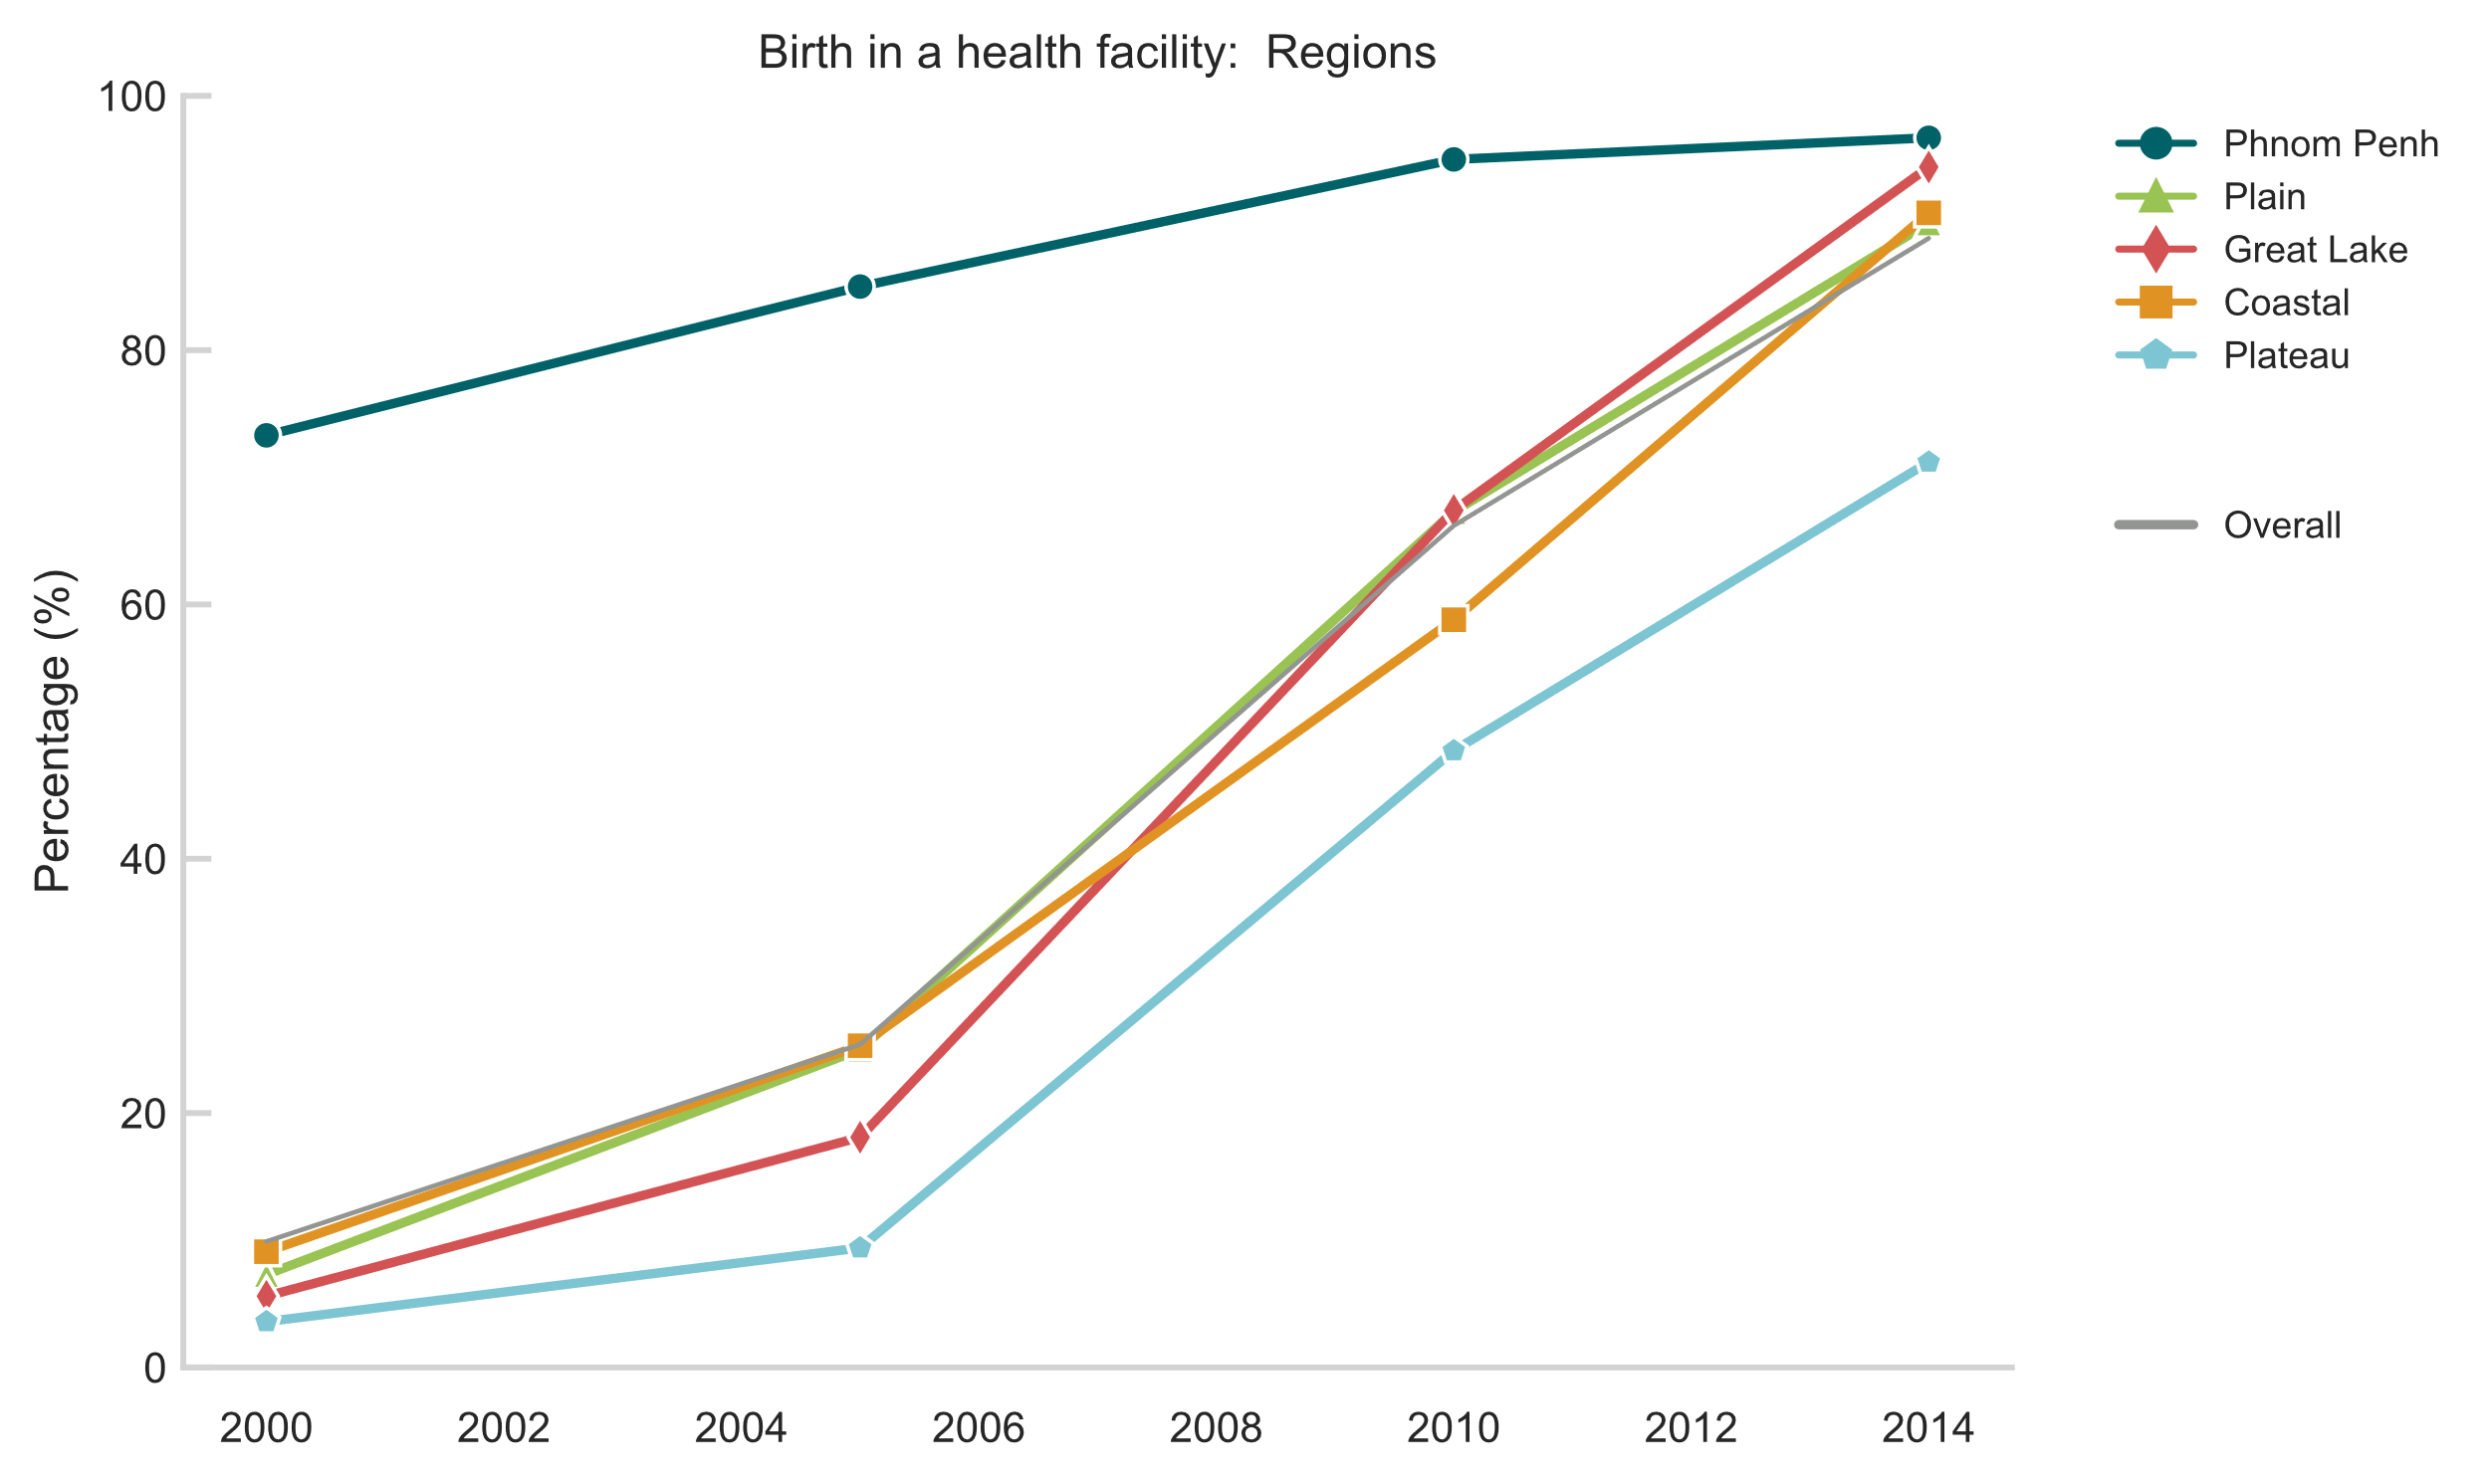 Birth in a health facility:  Regions
Percentage (%)
100
80
60
40
20
0
2000 2002 2004 2006 2008 2010 2012 2014
Phnom Penh
Plain
Great Lake
Coastal
Plateau
Overall